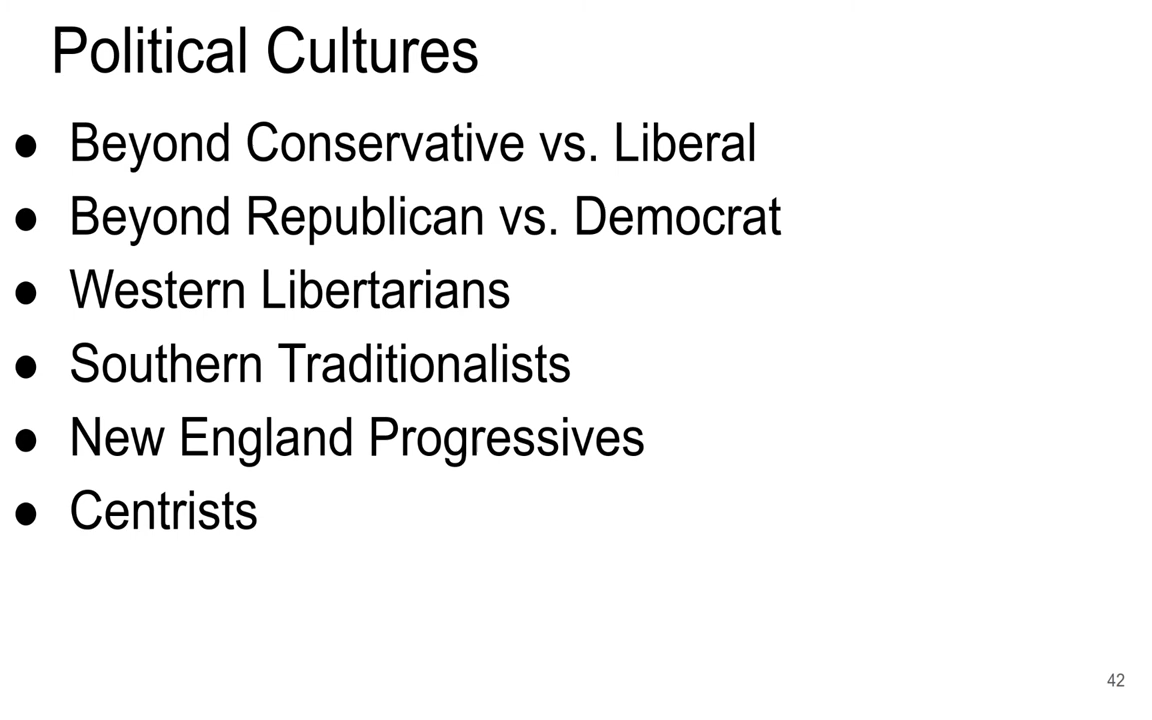 Political Cultures
● Beyond Conservative vs. Liberal
● Beyond Republican vs. Democrat
● Western Libertarians
● Southern Traditionalists
● New England Progressives
● Centrists
42